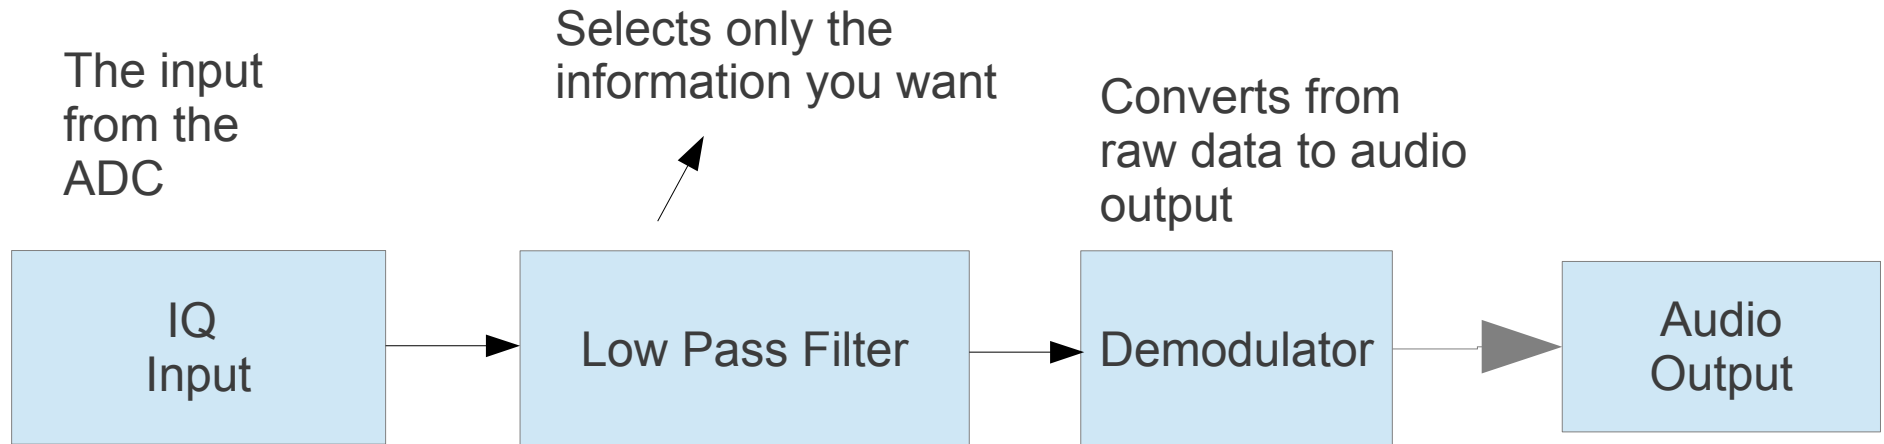 The input
from the
ADC
Selects only the
information you want
Converts from
raw data to audio
output
IQ
Input
Low Pass Filter
Demodulator
Audio
Output